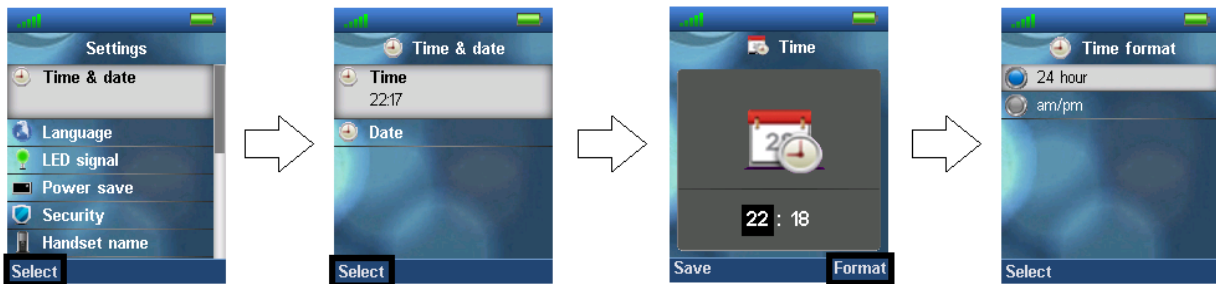 Settings
Time & date
Language
LED signal
Power save
Security
Handset name
Select
Time & date
Time
22:17
Date
Select
Time
22 : 18
Save Format
Time format
24 hour
am/pm
Select